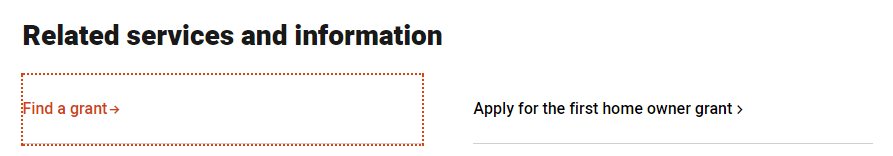 Related services and information
Find a grant→
Apply for the first home owner grant ›